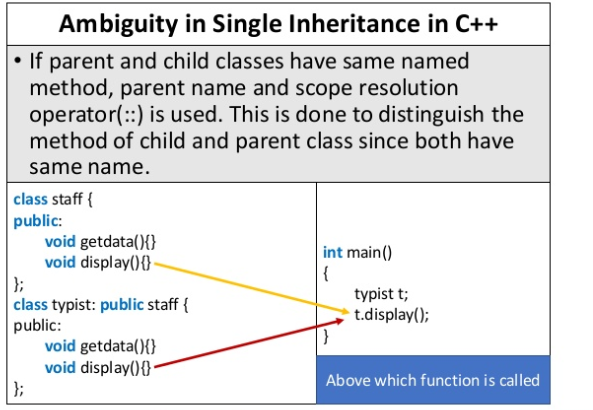 Ambiguity in Single Inheritance in C++
• If parent and child classes have same named
method, parent name and scope resolution
operator(::) is used. This is done to distinguish the
method of child and parent class since both have
same name.
class staff {
public:
void getdata(){}
void display(){}
};
class typist: public staff {
public:
void getdata(){}
void display(){}
};
int main()
{
typist t;
t.display();
}
Above which function is called